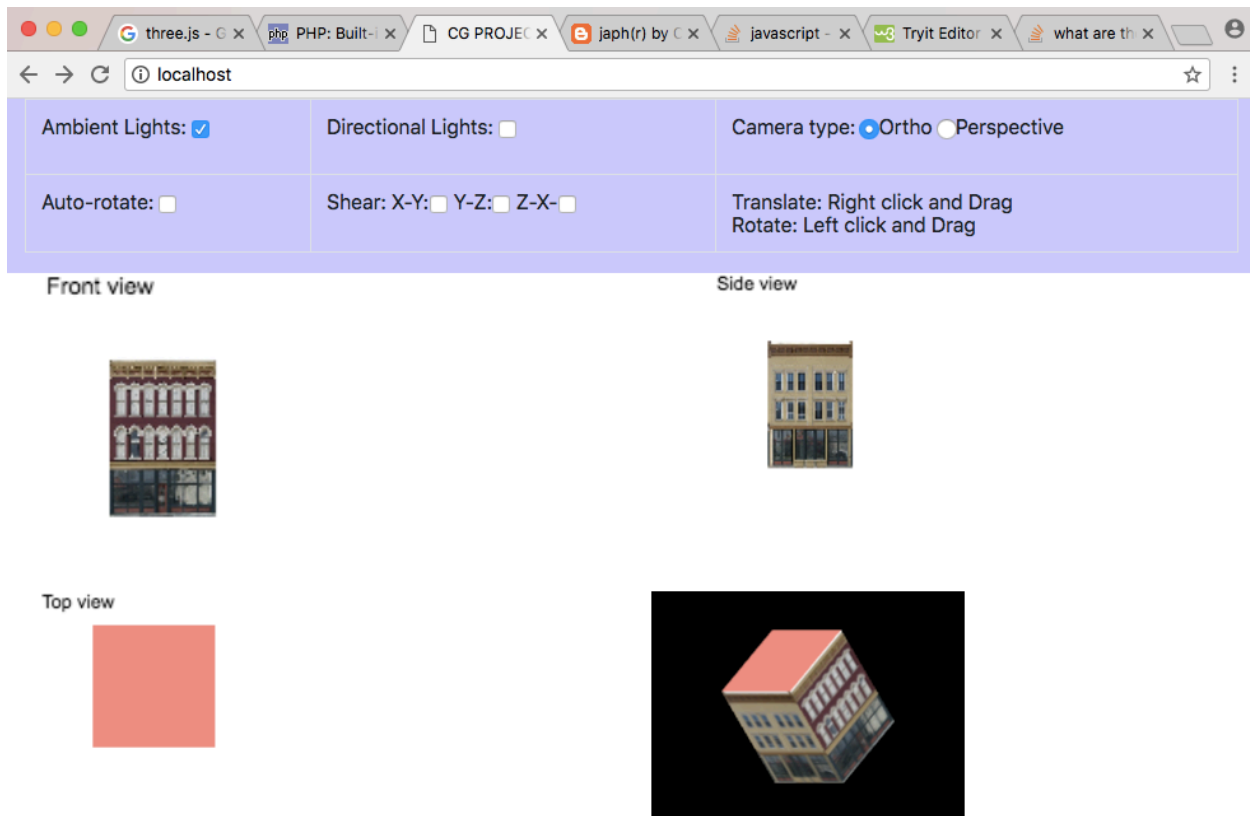 three.js - G
php PHP: Built-i
CG PROJEC
japh(r) by C
javascript -
Tryit Editor
what are th
localhost
Ambient Lights:
Directional Lights:
Camera type: Ortho Perspective
Auto-rotate:
Shear: X-Y: Y-Z: Z-X-
Translate: Right click and Drag
Rotate: Left click and Drag
Front view
Side view
Top view